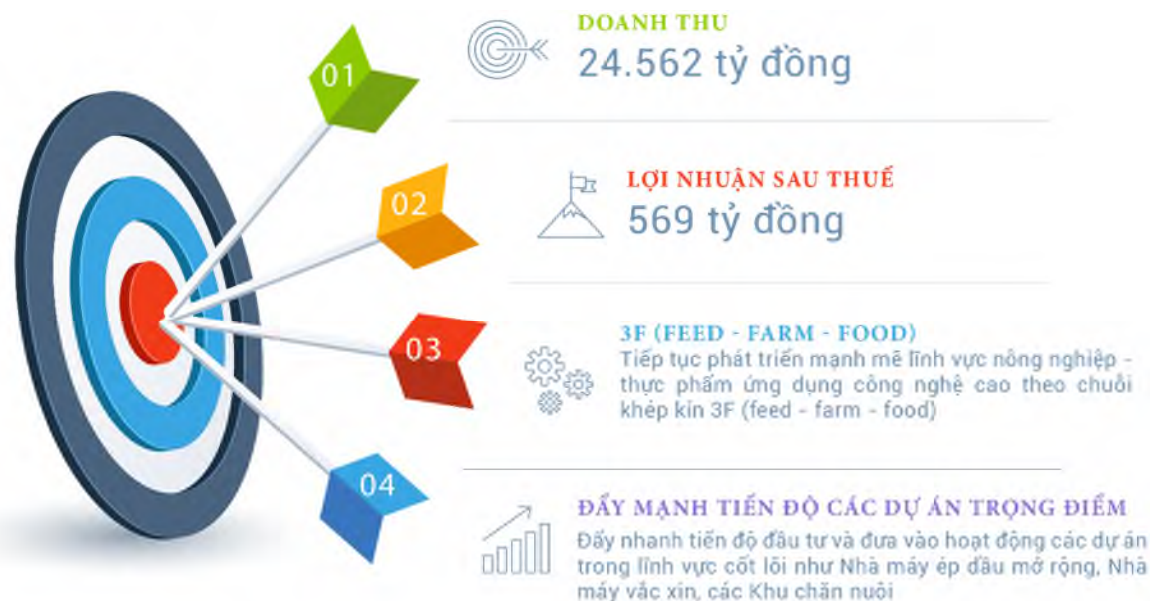 01
DOANH THU
24.562 tỷ đồng
02
LỢI NHUẬN SAU THUẾ
569 tỷ đồng
03
3F (FEED - FARM - FOOD)
Tiếp tục phát triển mạnh mẽ lĩnh vực nông nghiệp -
thực phẩm ứng dụng công nghệ cao theo chuỗi
khép kín 3F (feed - farm - food)
04
ĐẨY MẠNH TIẾN ĐỘ CÁC DỰ ÁN TRỌNG ĐIỂM
Đẩy nhanh tiến độ đầu tư và đưa vào hoạt động các dự án
trong lĩnh vực cốt lõi như Nhà máy ép dầu mở rộng, Nhà
máy vắc xin, các Khu chăn nuôi